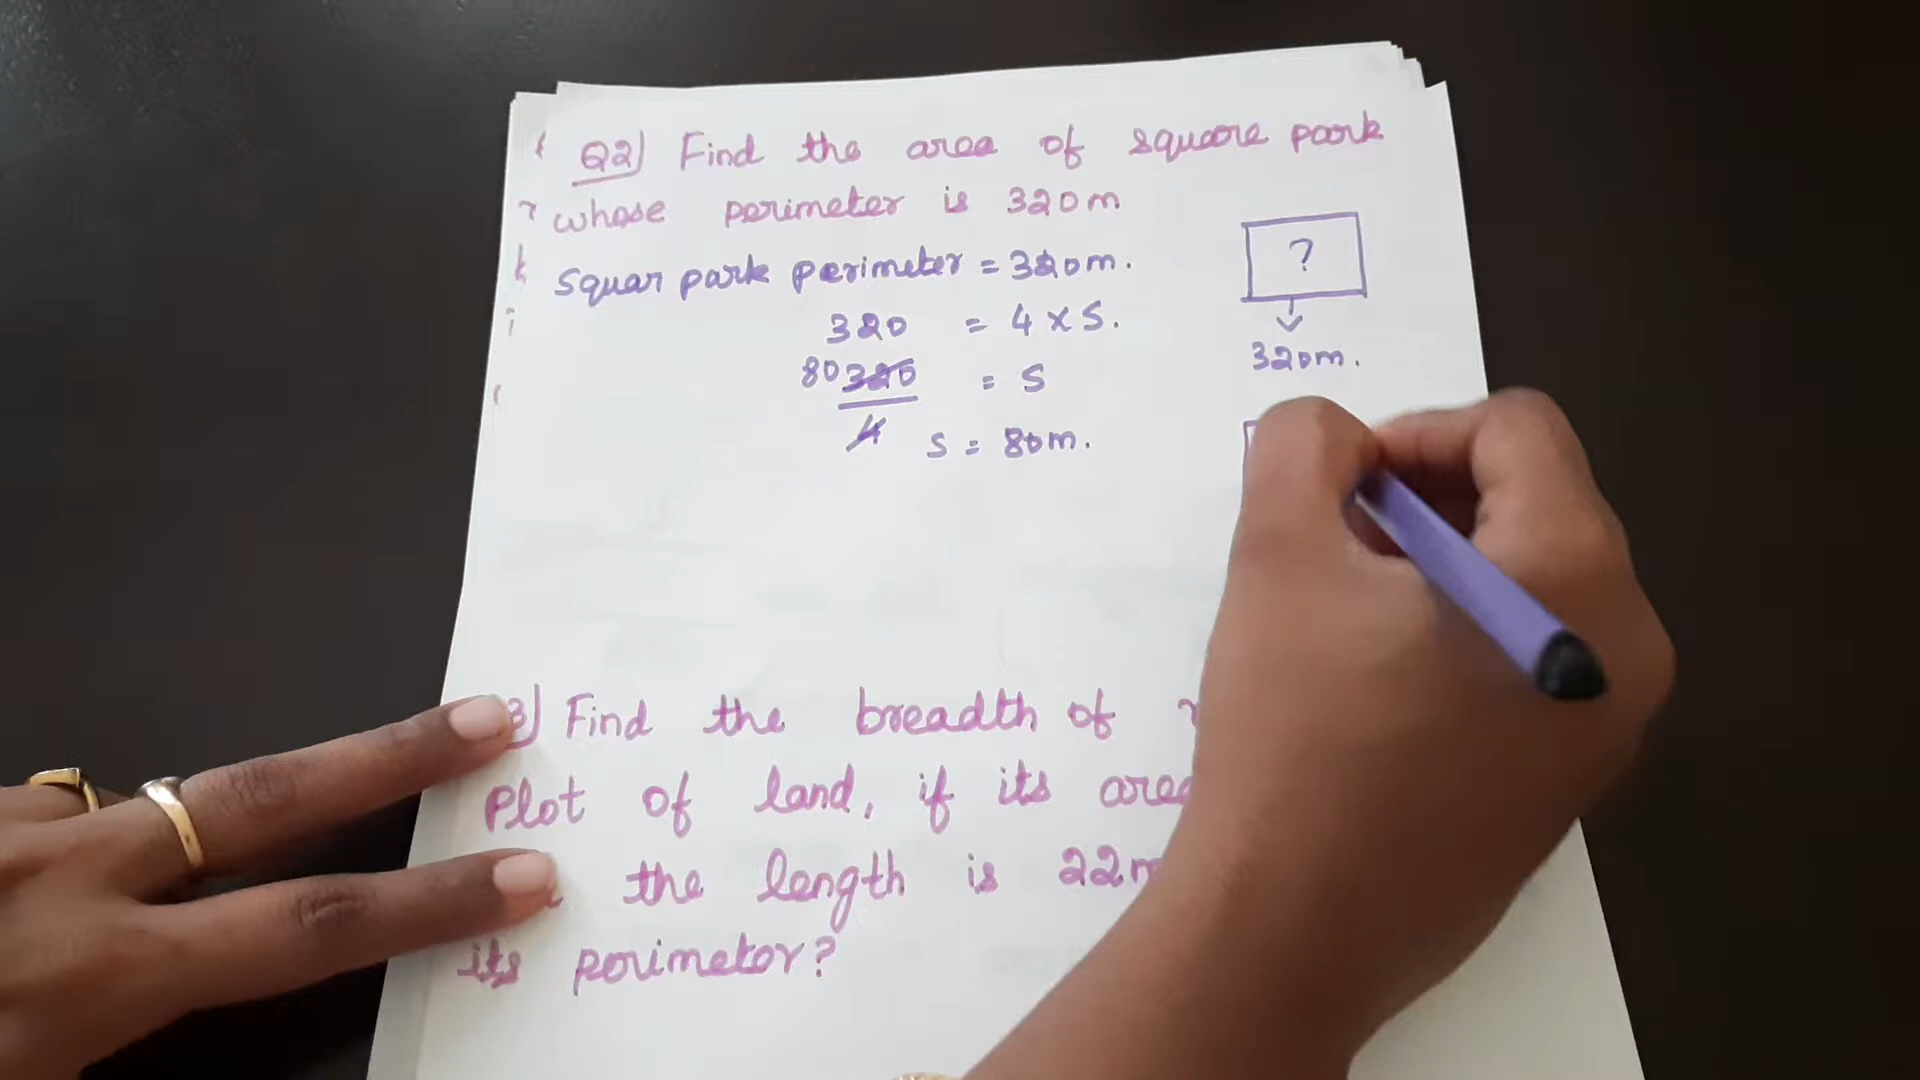 Q2) Find the area of square park
whose perimeter is 320m
Squar park perimeter = 320m.
320 = 4 x S.
80 320 = S
4
S = 80m.
?
320m.
3) Find the breadth of
plot of land, if its area
the length is 22m
its perimeter?